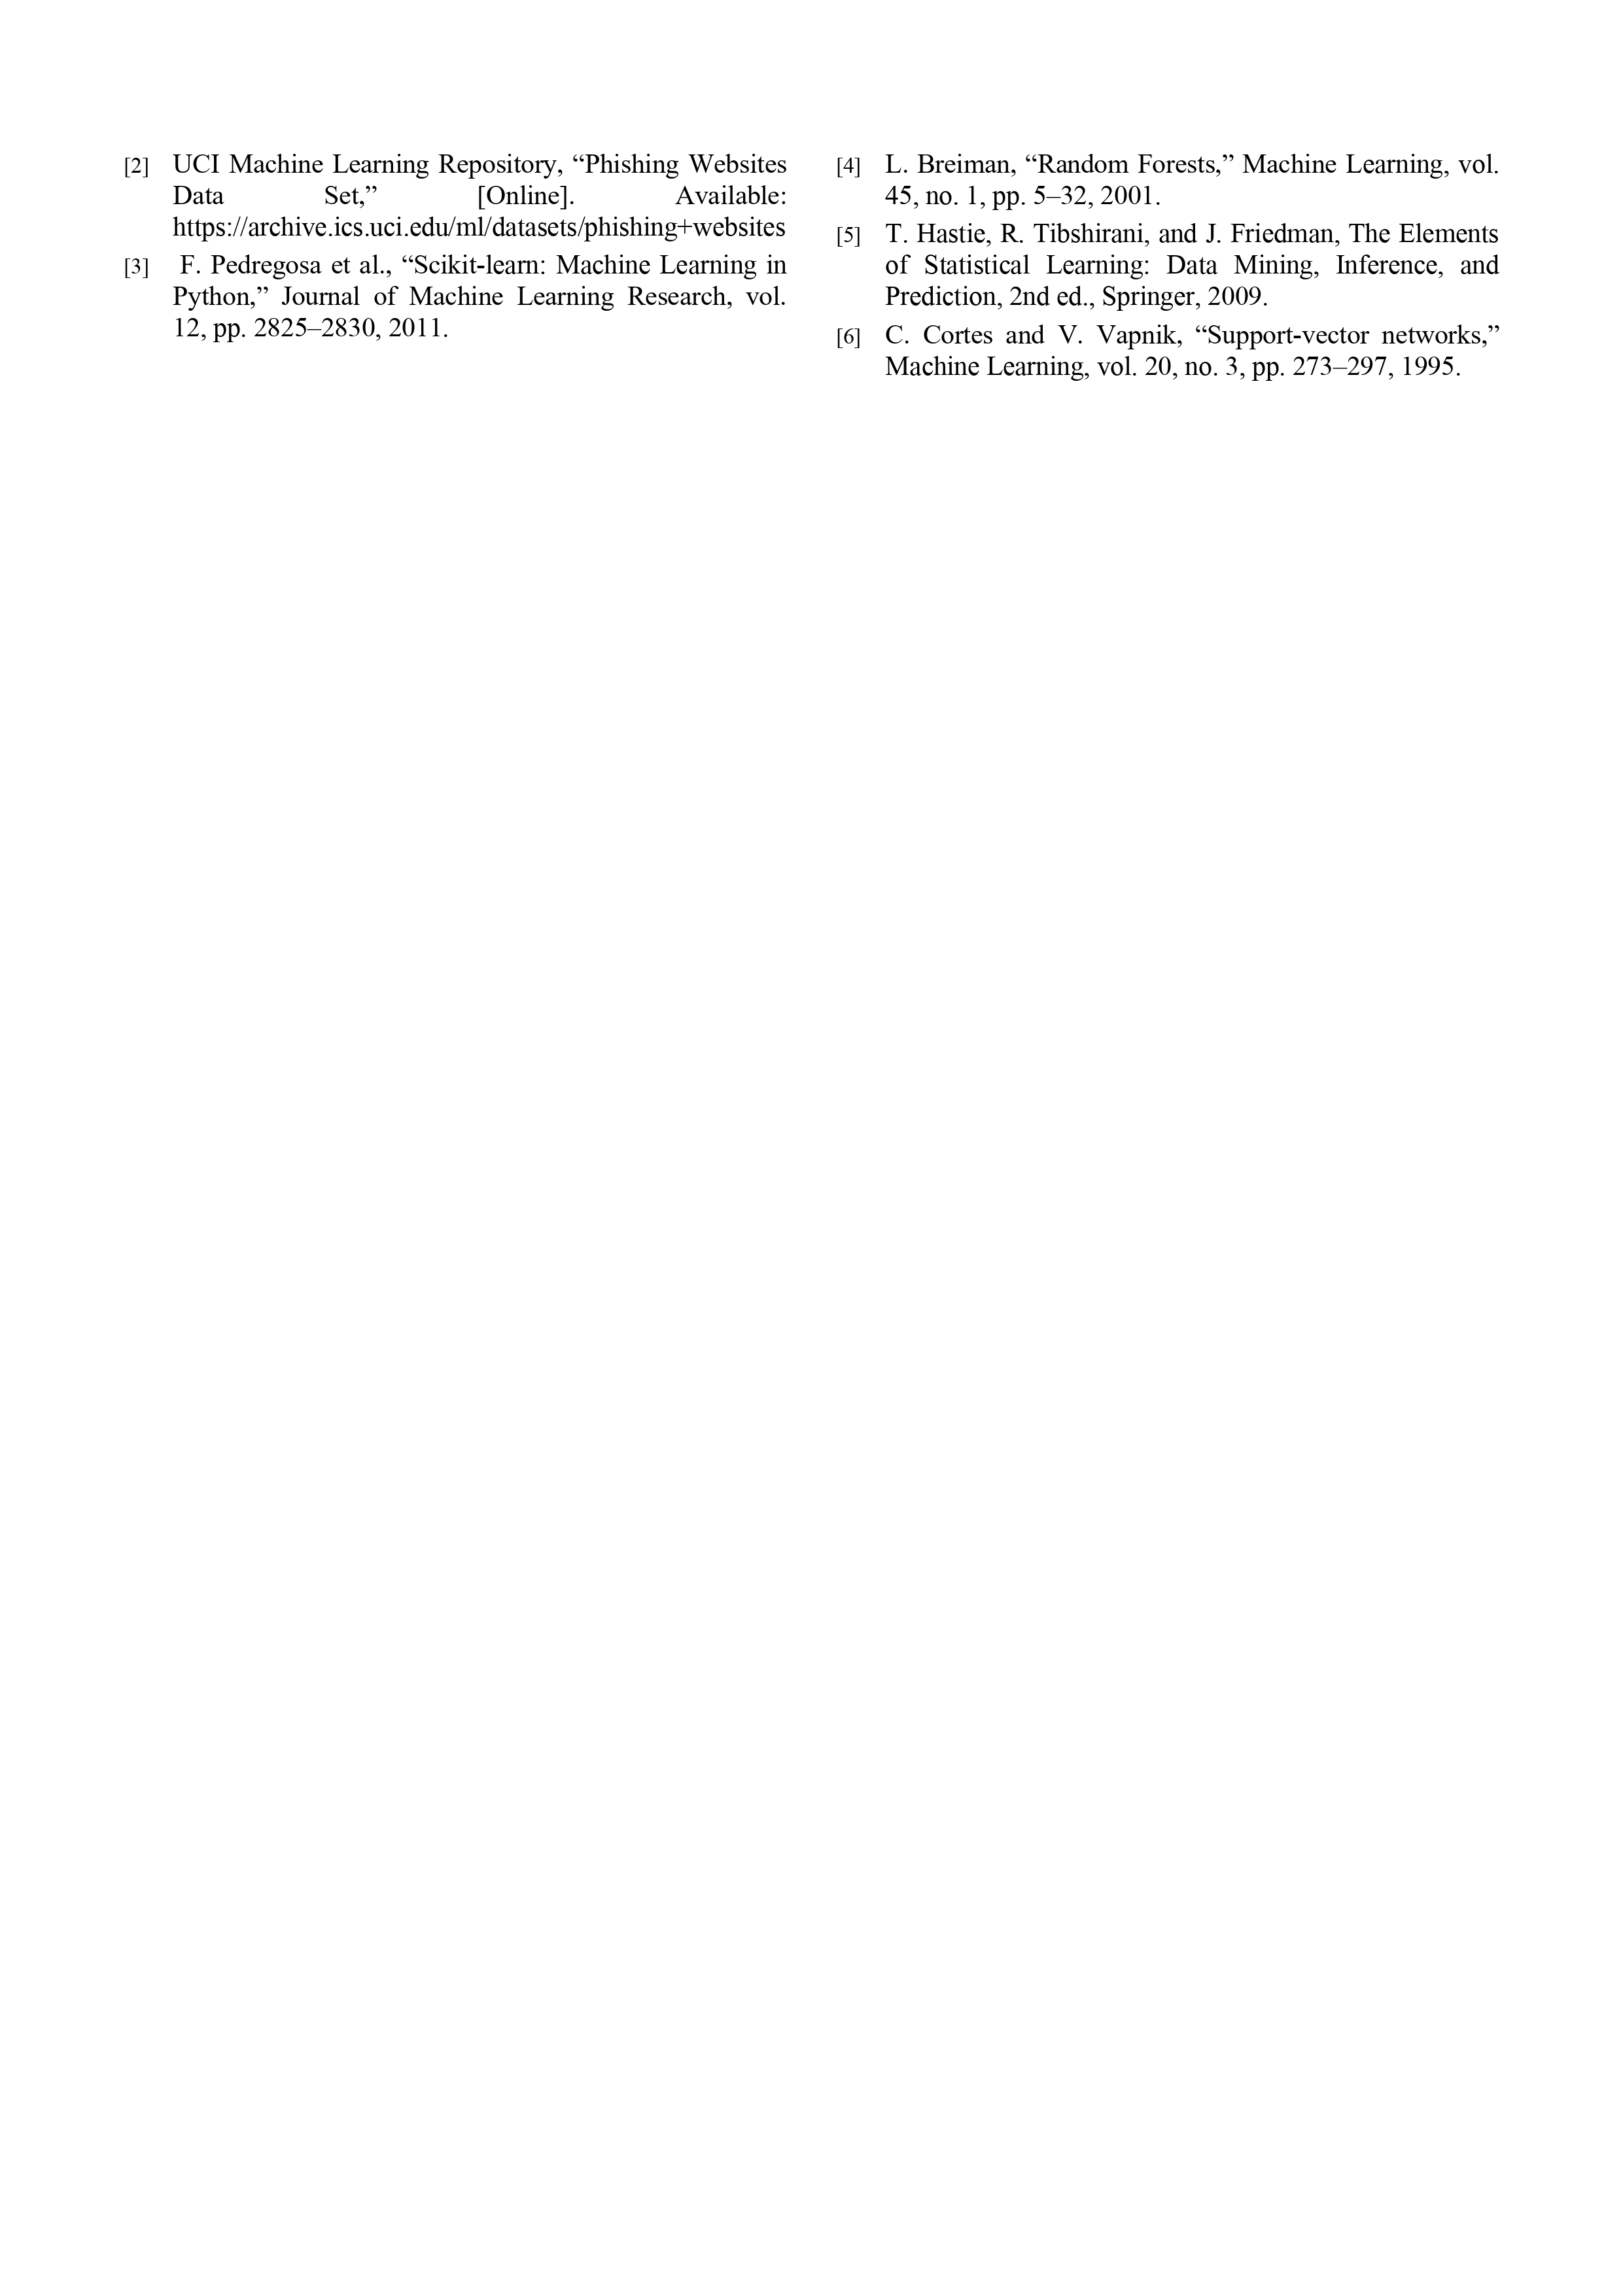 [2] UCI Machine Learning Repository, “Phishing Websites
Data Set,” [Online]. Available:
https://archive.ics.uci.edu/ml/datasets/phishing+websites
[3] F. Pedregosa et al., “Scikit-learn: Machine Learning in
Python,” Journal of Machine Learning Research, vol.
12, pp. 2825–2830, 2011.
[4] L. Breiman, “Random Forests,” Machine Learning, vol.
45, no. 1, pp. 5–32, 2001.
[5] T. Hastie, R. Tibshirani, and J. Friedman, The Elements
of Statistical Learning: Data Mining, Inference, and
Prediction, 2nd ed., Springer, 2009.
[6] C. Cortes and V. Vapnik, “Support-vector networks,”
Machine Learning, vol. 20, no. 3, pp. 273–297, 1995.